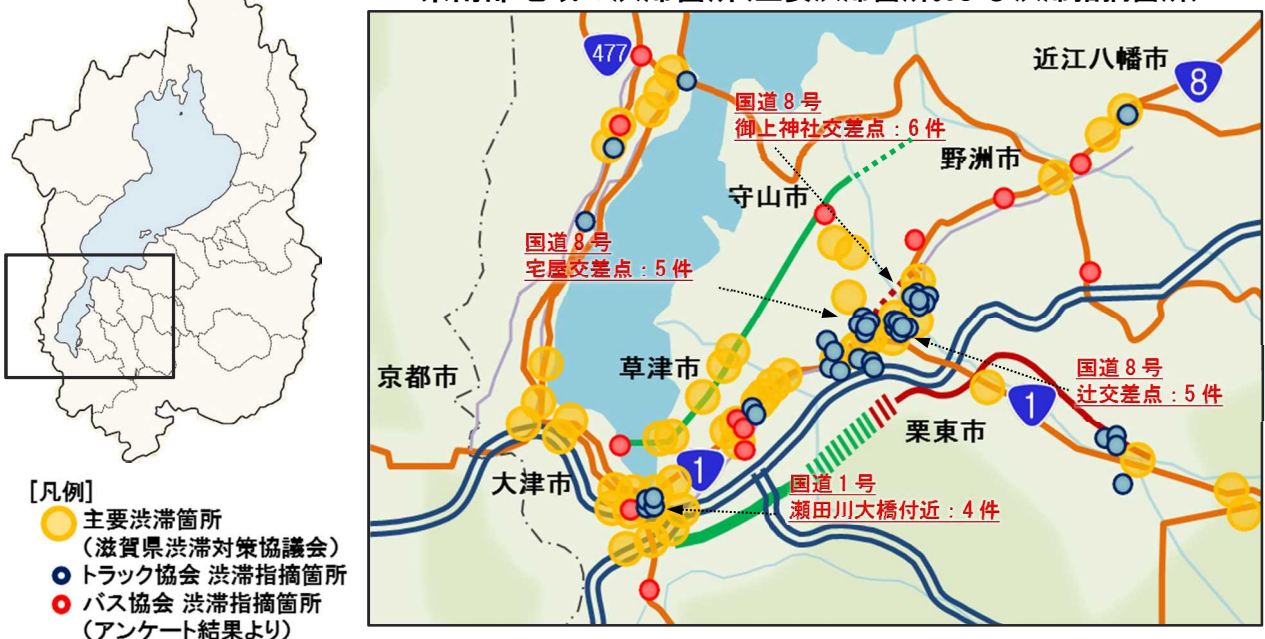 477
近江八幡市
8
国道8号
御上神社交差点：6件
野洲市
守山市
国道8号
宅屋交差点：5件
京都市
草津市
国道8号
辻交差点：5件
1
栗東市
1
大津市
国道1号
瀬田川大橋付近：4件
[凡例]
主要渋滞箇所
（滋賀県渋滞対策協議会）
トラック協会 渋滞指摘箇所
バス協会 渋滞指摘箇所
（アンケート結果より）